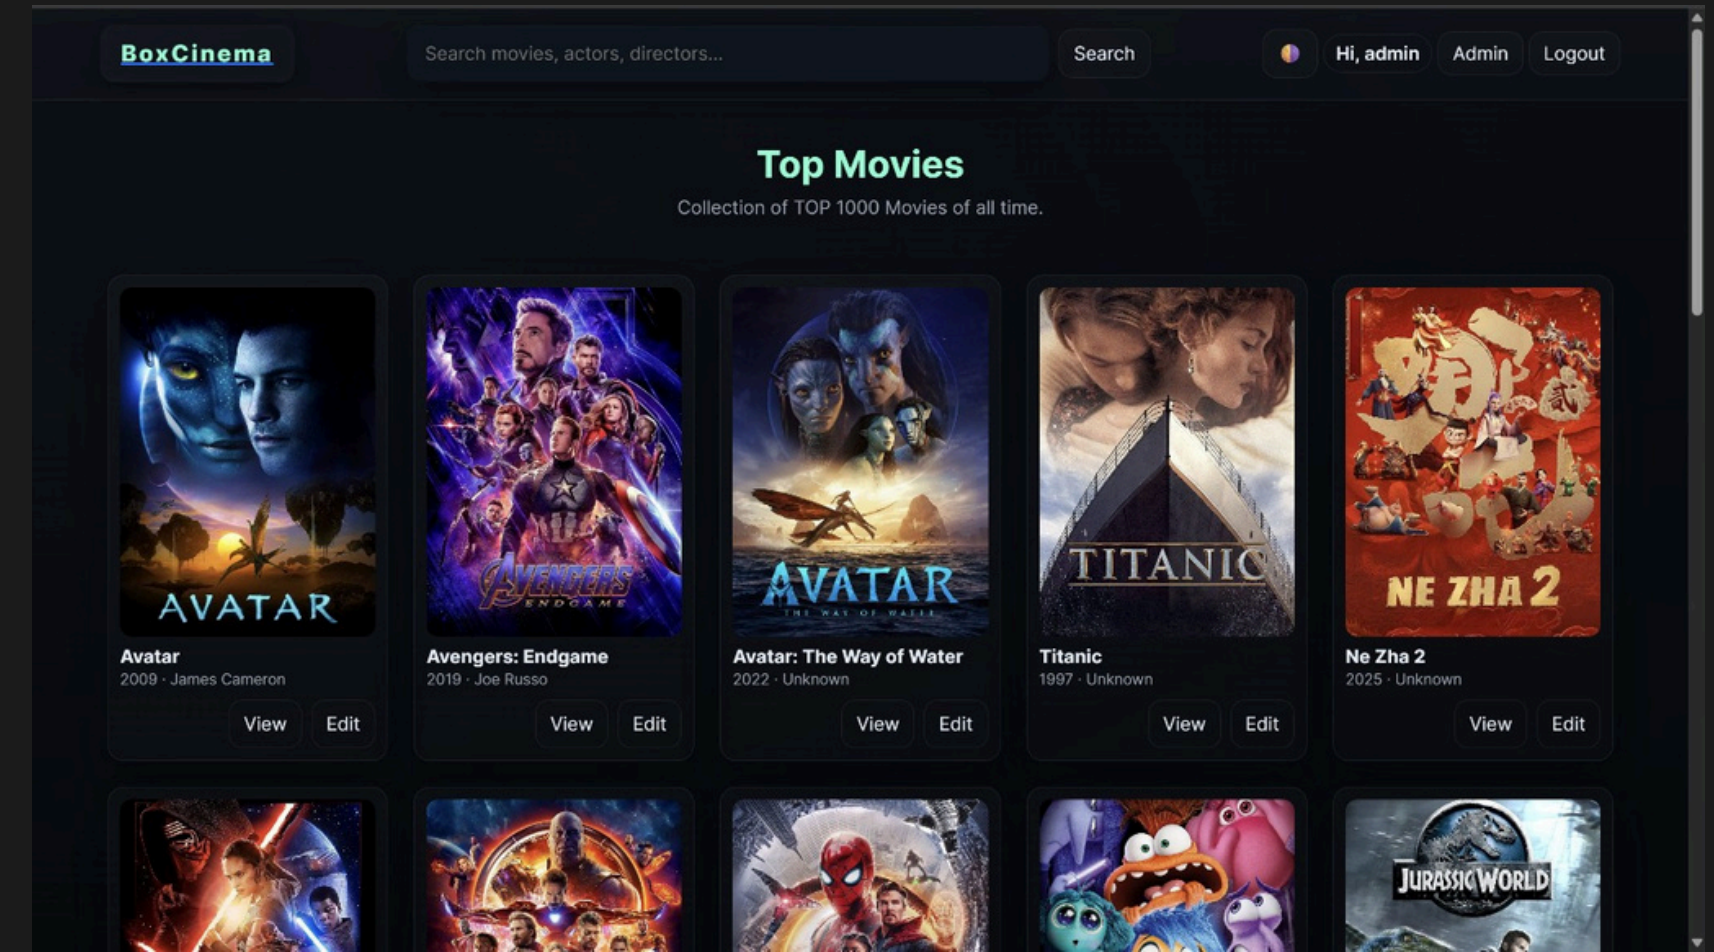 BoxCinema
Search movies, actors, directors...
Search
Hi, admin
Admin
Logout
Top Movies
Collection of TOP 1000 Movies of all time.
AVATAR
AVENGERS
ENDGAME
AVATAR
THE WAY OF WATER
TITANIC
贰
NE ZHA 2
Avatar
2009 · James Cameron
View
Edit
Avengers: Endgame
2019 · Joe Russo
View
Edit
Avatar: The Way of Water
2022 · Unknown
View
Edit
Titanic
1997 · Unknown
View
Edit
Ne Zha 2
2025 · Unknown
View
Edit
JURASSIC WORLD